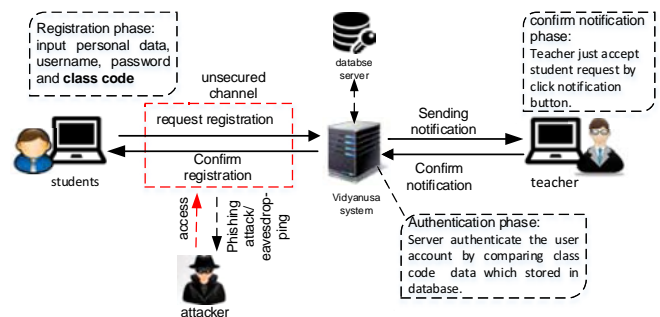 Registration phase:
input personal data,
username, password
and class code
unsecured
channel
request registration
Confirm
registration
students
access
Phishing
attack/
eavesdrop-
ping
attacker
databse
server
Vidyanusa
system
Sending
notification
Confirm
notification
teacher
confirm notification
phase:
Teacher just accept
student request by
click notification
button.
Authentication phase:
Server authenticate the user
account by comparing class
code data which stored in
database.